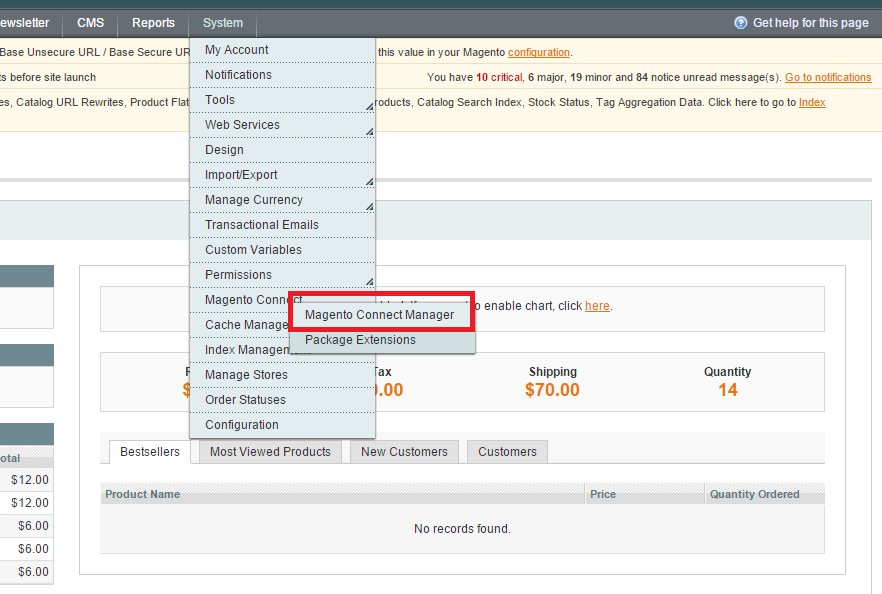 ewsletter CMS Reports System Get help for this page
Base Unsecure URL / Base Secure UR this value in your Magento configuration.
ts before site launch You have 10 critical, 6 major, 19 minor and 84 notice unread message(s). Go to notifications
es, Catalog URL Rewrites, Product Flat roducts, Catalog Search Index, Stock Status, Tag Aggregation Data. Click here to go to Index
My Account
Notifications
Tools
Web Services
Design
Import/Export
Manage Currency
Transactional Emails
Custom Variables
Permissions
Magento Connect
Cache Manage
Index Managem
Manage Stores
Order Statuses
Configuration
Magento Connect Manager
Package Extensions
o enable chart, click here.
R Tax Shipping Quantity
$ 0.00 $70.00 14
Bestsellers Most Viewed Products New Customers Customers
Product Name Price Quantity Ordered
No records found.
otal
$12.00
$12.00
$6.00
$6.00
$6.00